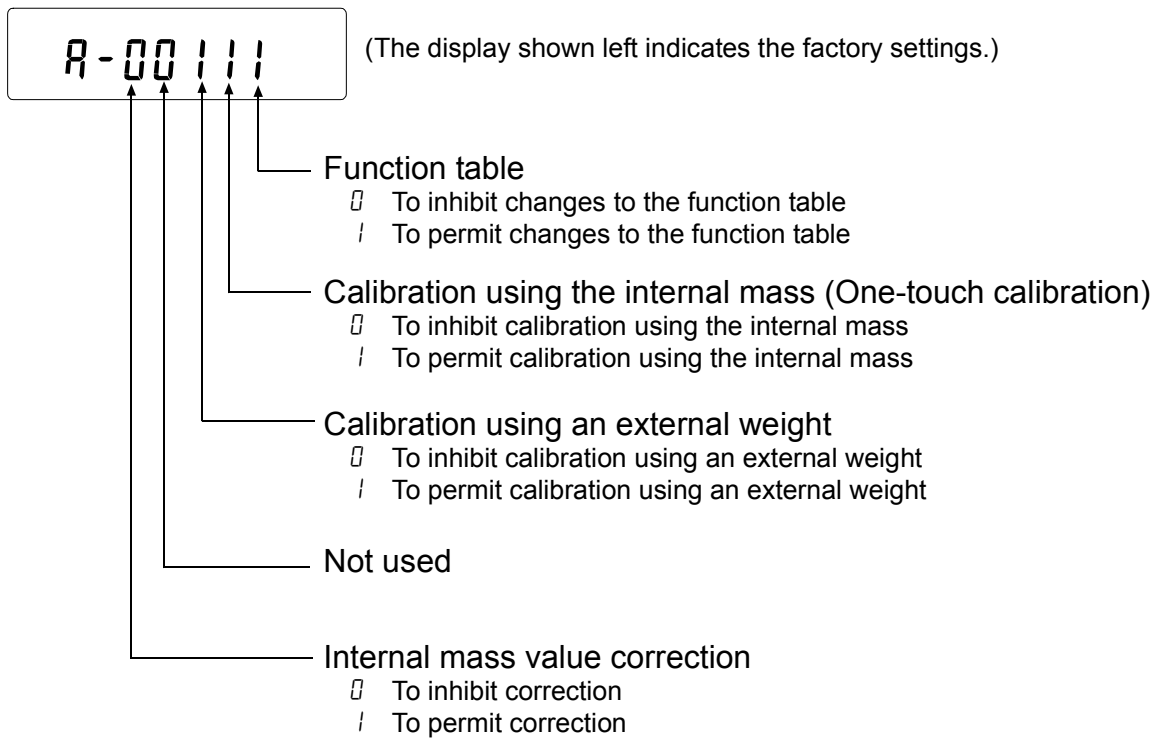 A-00111 (The display shown left indicates the factory settings.)
Function table
0 To inhibit changes to the function table
1 To permit changes to the function table
Calibration using the internal mass (One-touch calibration)
0 To inhibit calibration using the internal mass
1 To permit calibration using the internal mass
Calibration using an external weight
0 To inhibit calibration using an external weight
1 To permit calibration using an external weight
Not used
Internal mass value correction
0 To inhibit correction
1 To permit correction